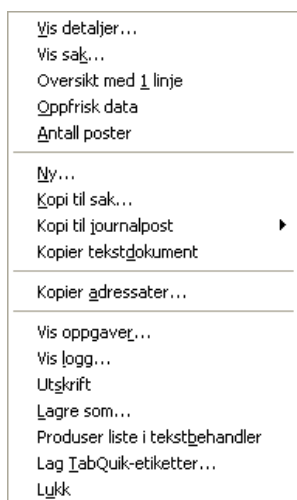 Vis detaljer...
Vis sak...
Oversikt med 1 linje
Oppfrisk data
Antall poster
Ny...
Kopi til sak...
Kopi til journalpost
Kopier tekstdokument
Kopier adressater...
Vis oppgaver...
Vis logg...
Utskrift
Lagre som...
Produser liste i tekstbehandler
Lag TabQuik-etiketter...
Lukk